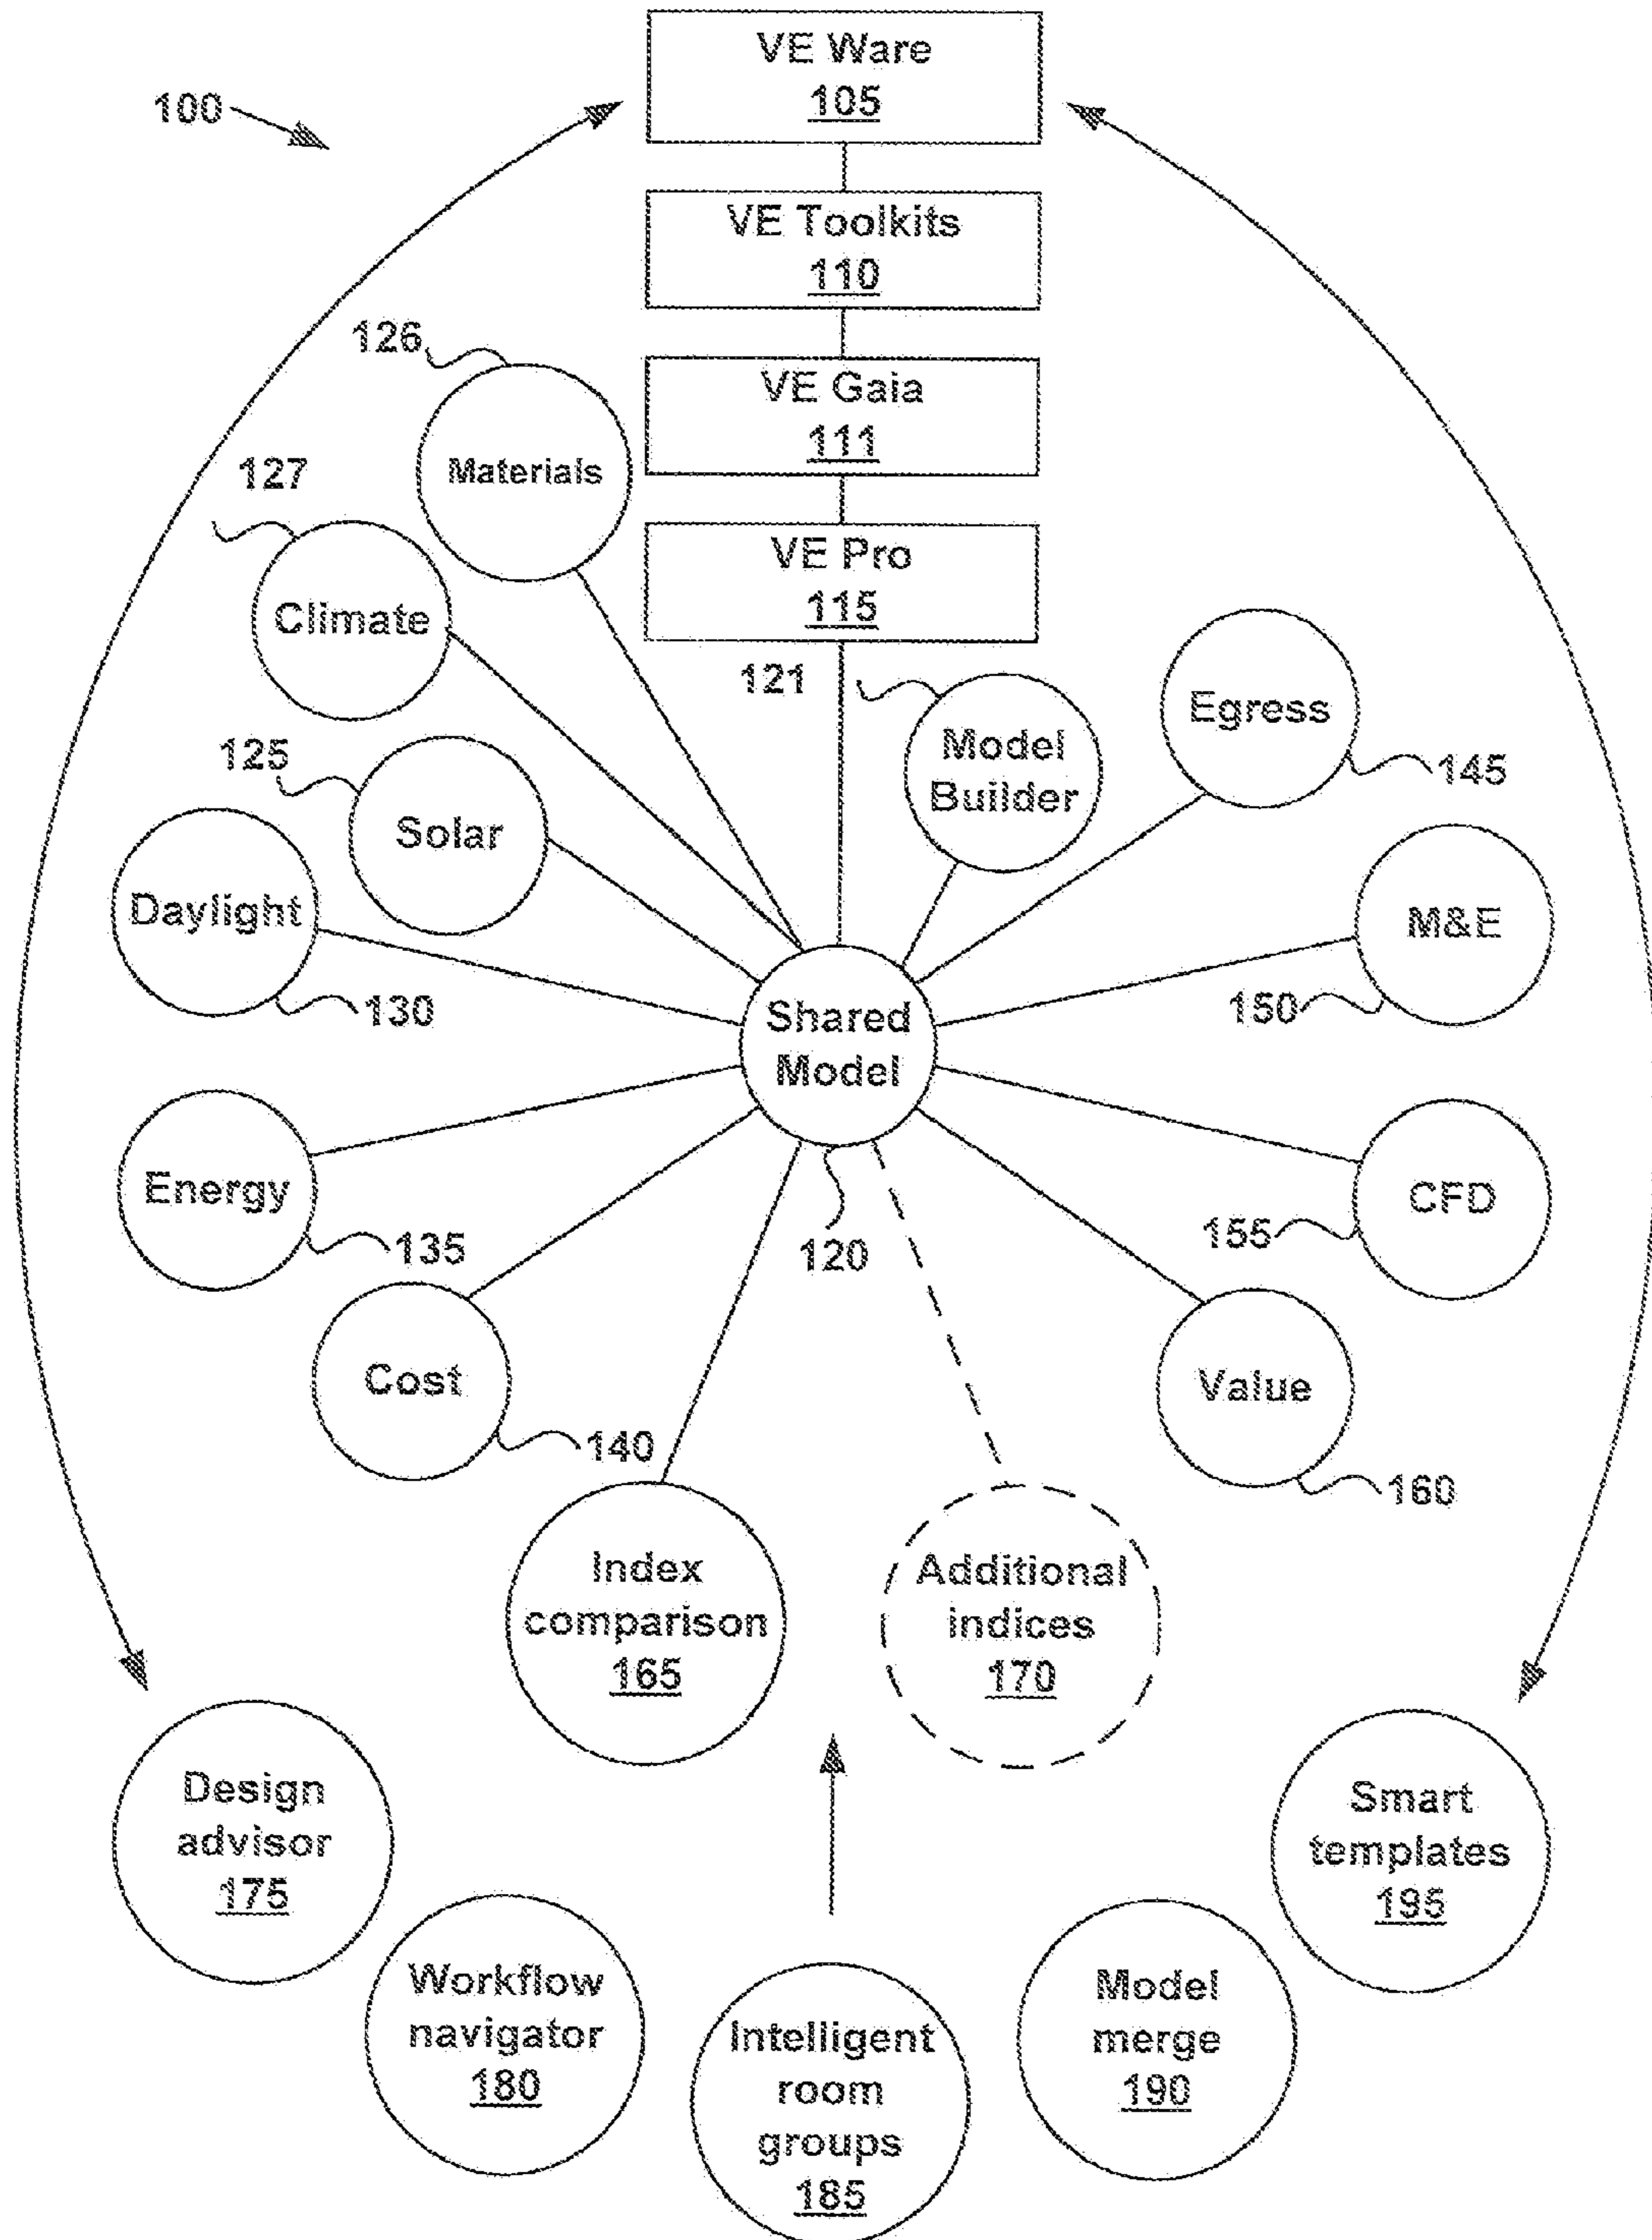 VE Ware
105
100
VE Toolkits
110
126
VE Gaia
111
Materials
127
VE Pro
115
Climate
121
Egress
145
Model
Builder
125
Solar
Daylight
130
M&E
150
Shared
Model
120
Energy
135
CFD
155
Cost
140
Value
160
Index
comparison
165
Additional
indices
170
Design
advisor
175
Smart
templates
195
Workflow
navigator
180
Model
merge
190
Intelligent
room
groups
185